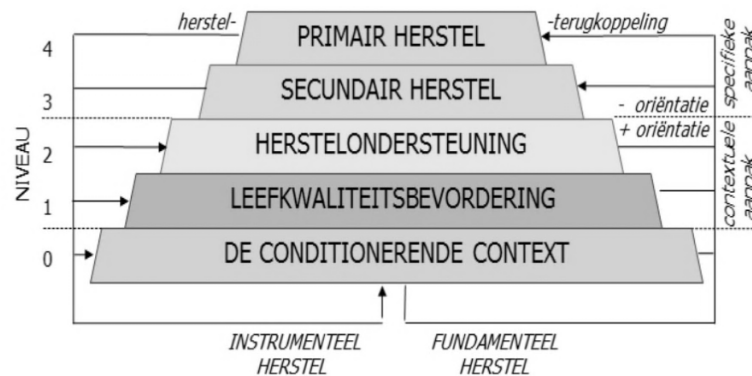 herstel-
-terugkoppeling
4
PRIMAIR HERSTEL
3
SECUNDAIR HERSTEL
- oriëntatie
+ oriëntatie
2
HERSTELONDERSTEUNING
1
LEEFKWALITEITSBEVORDERING
0
DE CONDITIONERENDE CONTEXT
NIVEAU
specifieke
aanpak
contextuele
aanpak
INSTRUMENTEEL
HERSTEL
FUNDAMENTEEL
HERSTEL